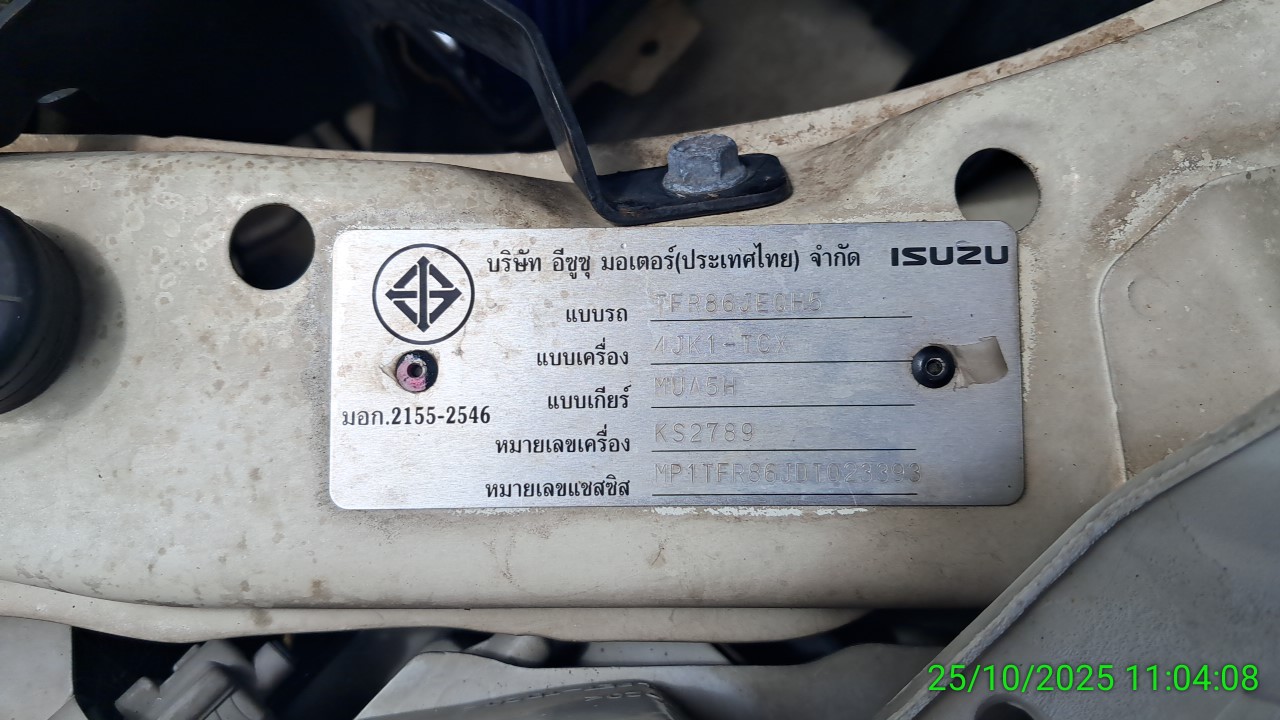 บริษัท อีซูซุ มอเตอร์(ประเทศไทย) จำกัด ISUZU
แบบรถ TFR86JEGH5
แบบเครื่อง 4JK1-TCX
แบบเกียร์ MUA5H
มอก.2155-2546
หมายเลขเครื่อง KS2789
หมายเลขแชสซิส
25/10/2025 11:04:08